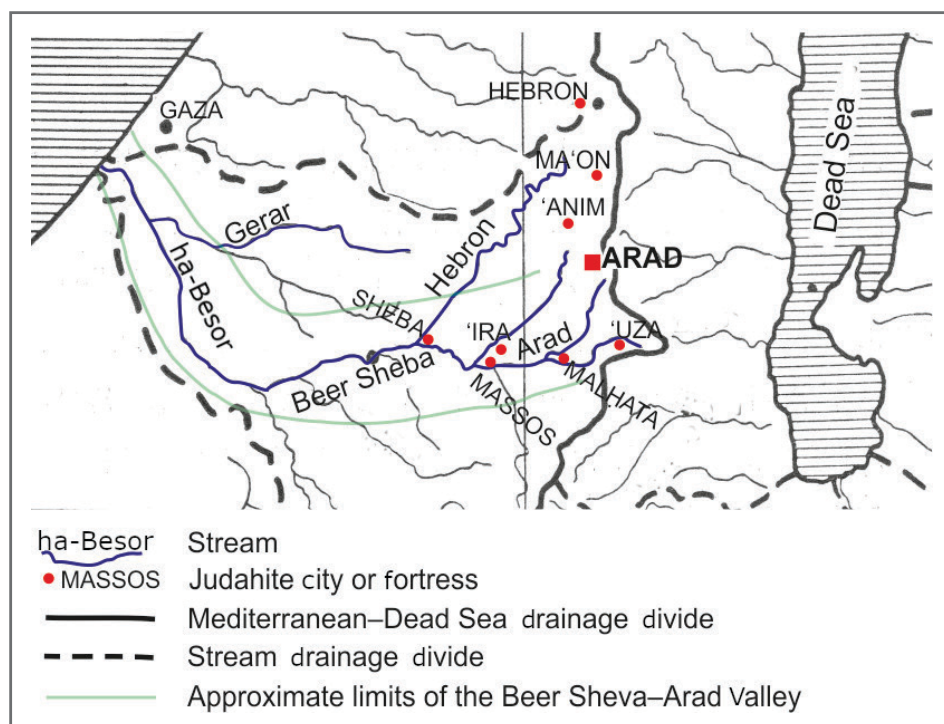 HEBRON
GAZA
MA‘ON
‘ANIM
Dead Sea
Gerar
ha-Besor
Hebron
ARAD
SHEBA
‘IRA
Arad
‘UZA
Beer Sheba
MASSOS
MALHATA
ha-Besor Stream
MASSOS Judahite city or fortress
Mediterranean–Dead Sea drainage divide
Stream drainage divide
Approximate limits of the Beer Sheva–Arad Valley